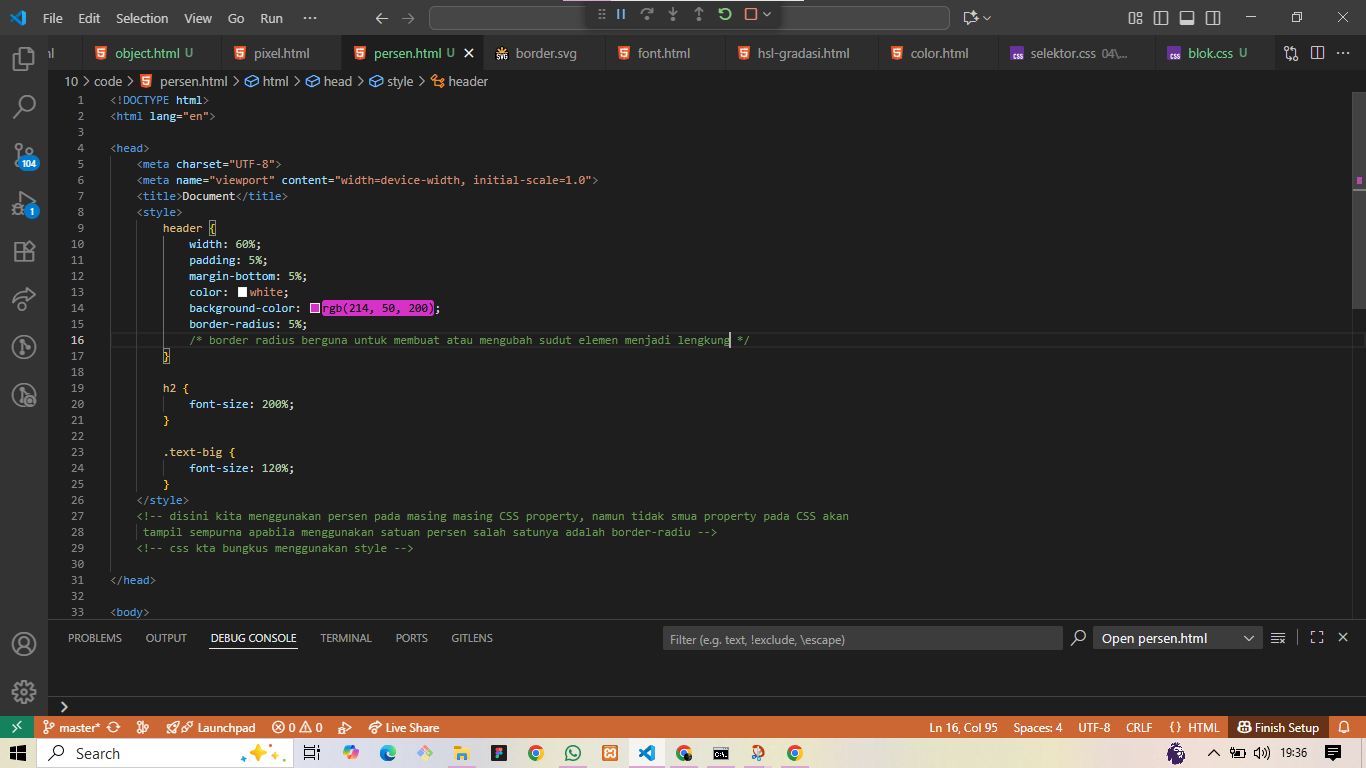 File Edit Selection View Go Run ···
ml object.html U pixel.html persen.html U border.svg font.html hsl-gradasi.html color.html selektor.css 04\... blok.css U
10 > code > persen.html > html > head > style > header
1 <!DOCTYPE html>
2 <html lang="en">
3
4 <head>
5 <meta charset="UTF-8">
6 <meta name="viewport" content="width=device-width, initial-scale=1.0">
7 <title>Document</title>
8 <style>
9 header {
10 width: 60%;
11 padding: 5%;
12 margin-bottom: 5%;
13 color: white;
14 background-color: rgb(214, 50, 200);
15 border-radius: 5%;
16 /* border radius berguna untuk membuat atau mengubah sudut elemen menjadi lengkung */
17 }
18
19 h2 {
20 font-size: 200%;
21 }
22
23 .text-big {
24 font-size: 120%;
25 }
26 </style>
27 <!-- disini kita menggunakan persen pada masing masing CSS property, namun tidak smua property pada CSS akan
28 tampil sempurna apabila menggunakan satuan persen salah satunya adalah border-radiu -->
29 <!-- css kta bungkus menggunakan style -->
30
31 </head>
32
33 <body>
104
1
PROBLEMS OUTPUT DEBUG CONSOLE TERMINAL PORTS GITLENS Filter (e.g. text, !exclude, \escape) Open persen.html
master* Launchpad 0 0 Live Share Ln 16, Col 95 Spaces: 4 UTF-8 CRLF {} HTML Finish Setup
Search 19:36